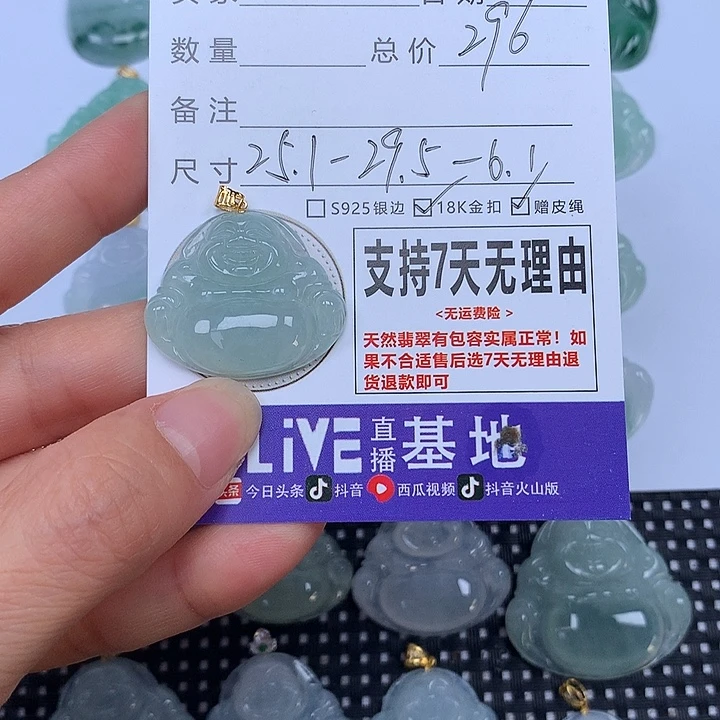 数量 总价 296
备注
尺寸 25.1-29.5-6.1
S925银边 18K金扣 赠皮绳
支持7天无理由
<无运费险>
天然翡翠有包容实属正常！如
果不合适售后选7天无理由退
货退款即可
LiVE 直播 基地
头条 今日头条 抖音 西瓜视频 抖音火山版